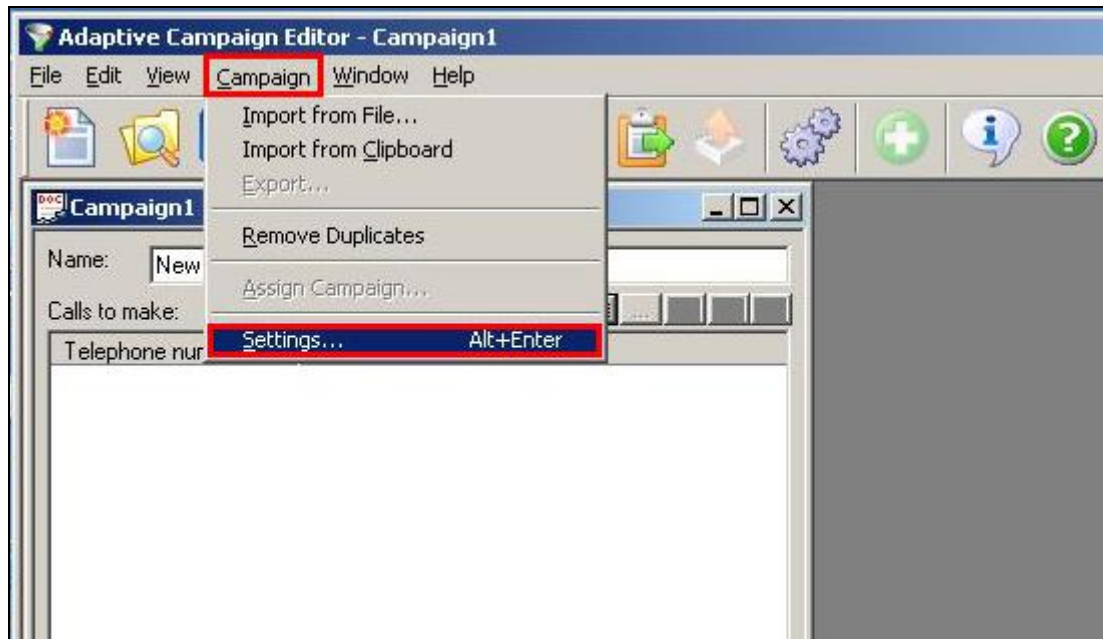 Adaptive Campaign Editor - Campaign1
File Edit View Campaign Window Help
Import from File...
Import from Clipboard
Export...
Remove Duplicates
Assign Campaign...
Settings... Alt+Enter
DOC Campaign1
Name: New
Calls to make:
...
Telephone nur